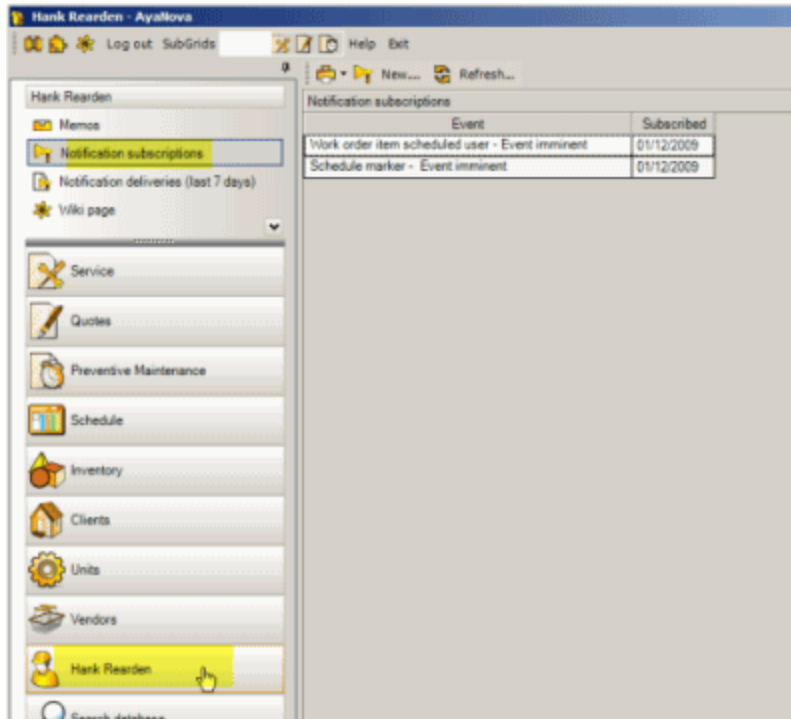 Hank Rearden - AyaNova
Log out SubGrids Help Exit
New... Refresh...
Hank Rearden
Memos
Notification subscriptions
Notification deliveries (last 7 days)
Wiki page
Notification subscriptions
Event Subscribed
Work order item scheduled user - Event imminent 01/12/2009
Schedule marker - Event imminent 01/12/2009
Service
Quotes
Preventive Maintenance
Schedule
Inventory
Clients
Units
Vendors
Hank Rearden
Search database